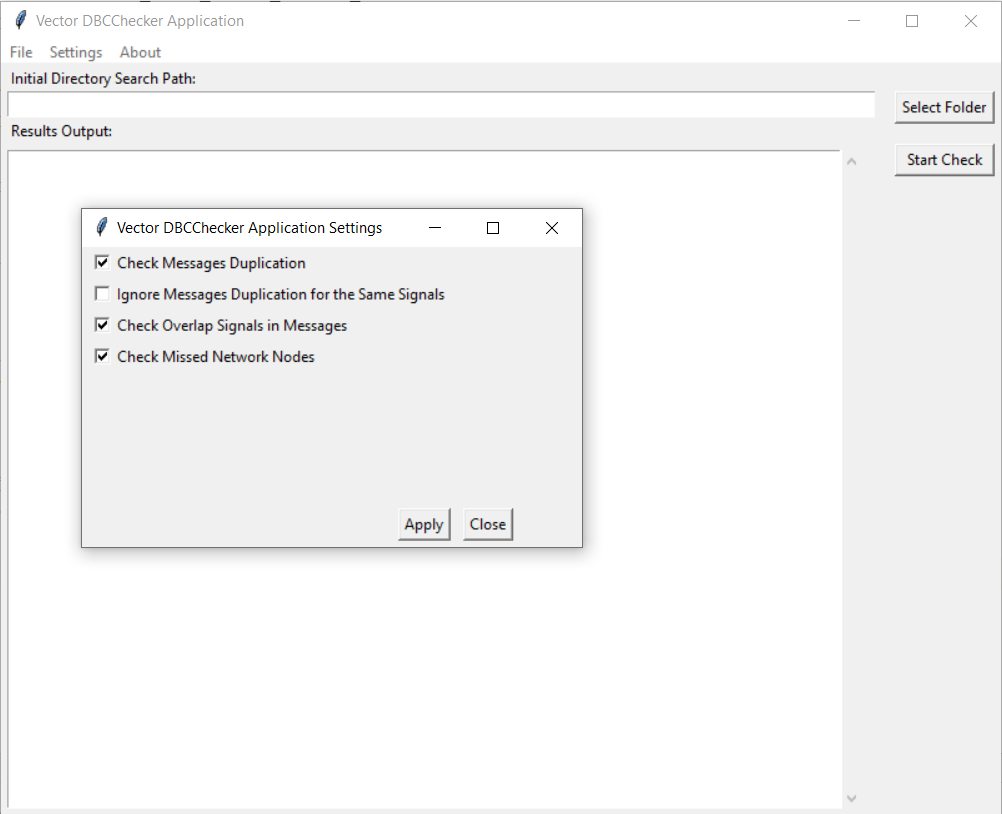 Vector DBCChecker Application
File Settings About
Initial Directory Search Path:
Select Folder
Results Output:
Start Check
Vector DBCChecker Application Settings
Check Messages Duplication
Ignore Messages Duplication for the Same Signals
Check Overlap Signals in Messages
Check Missed Network Nodes
Apply Close